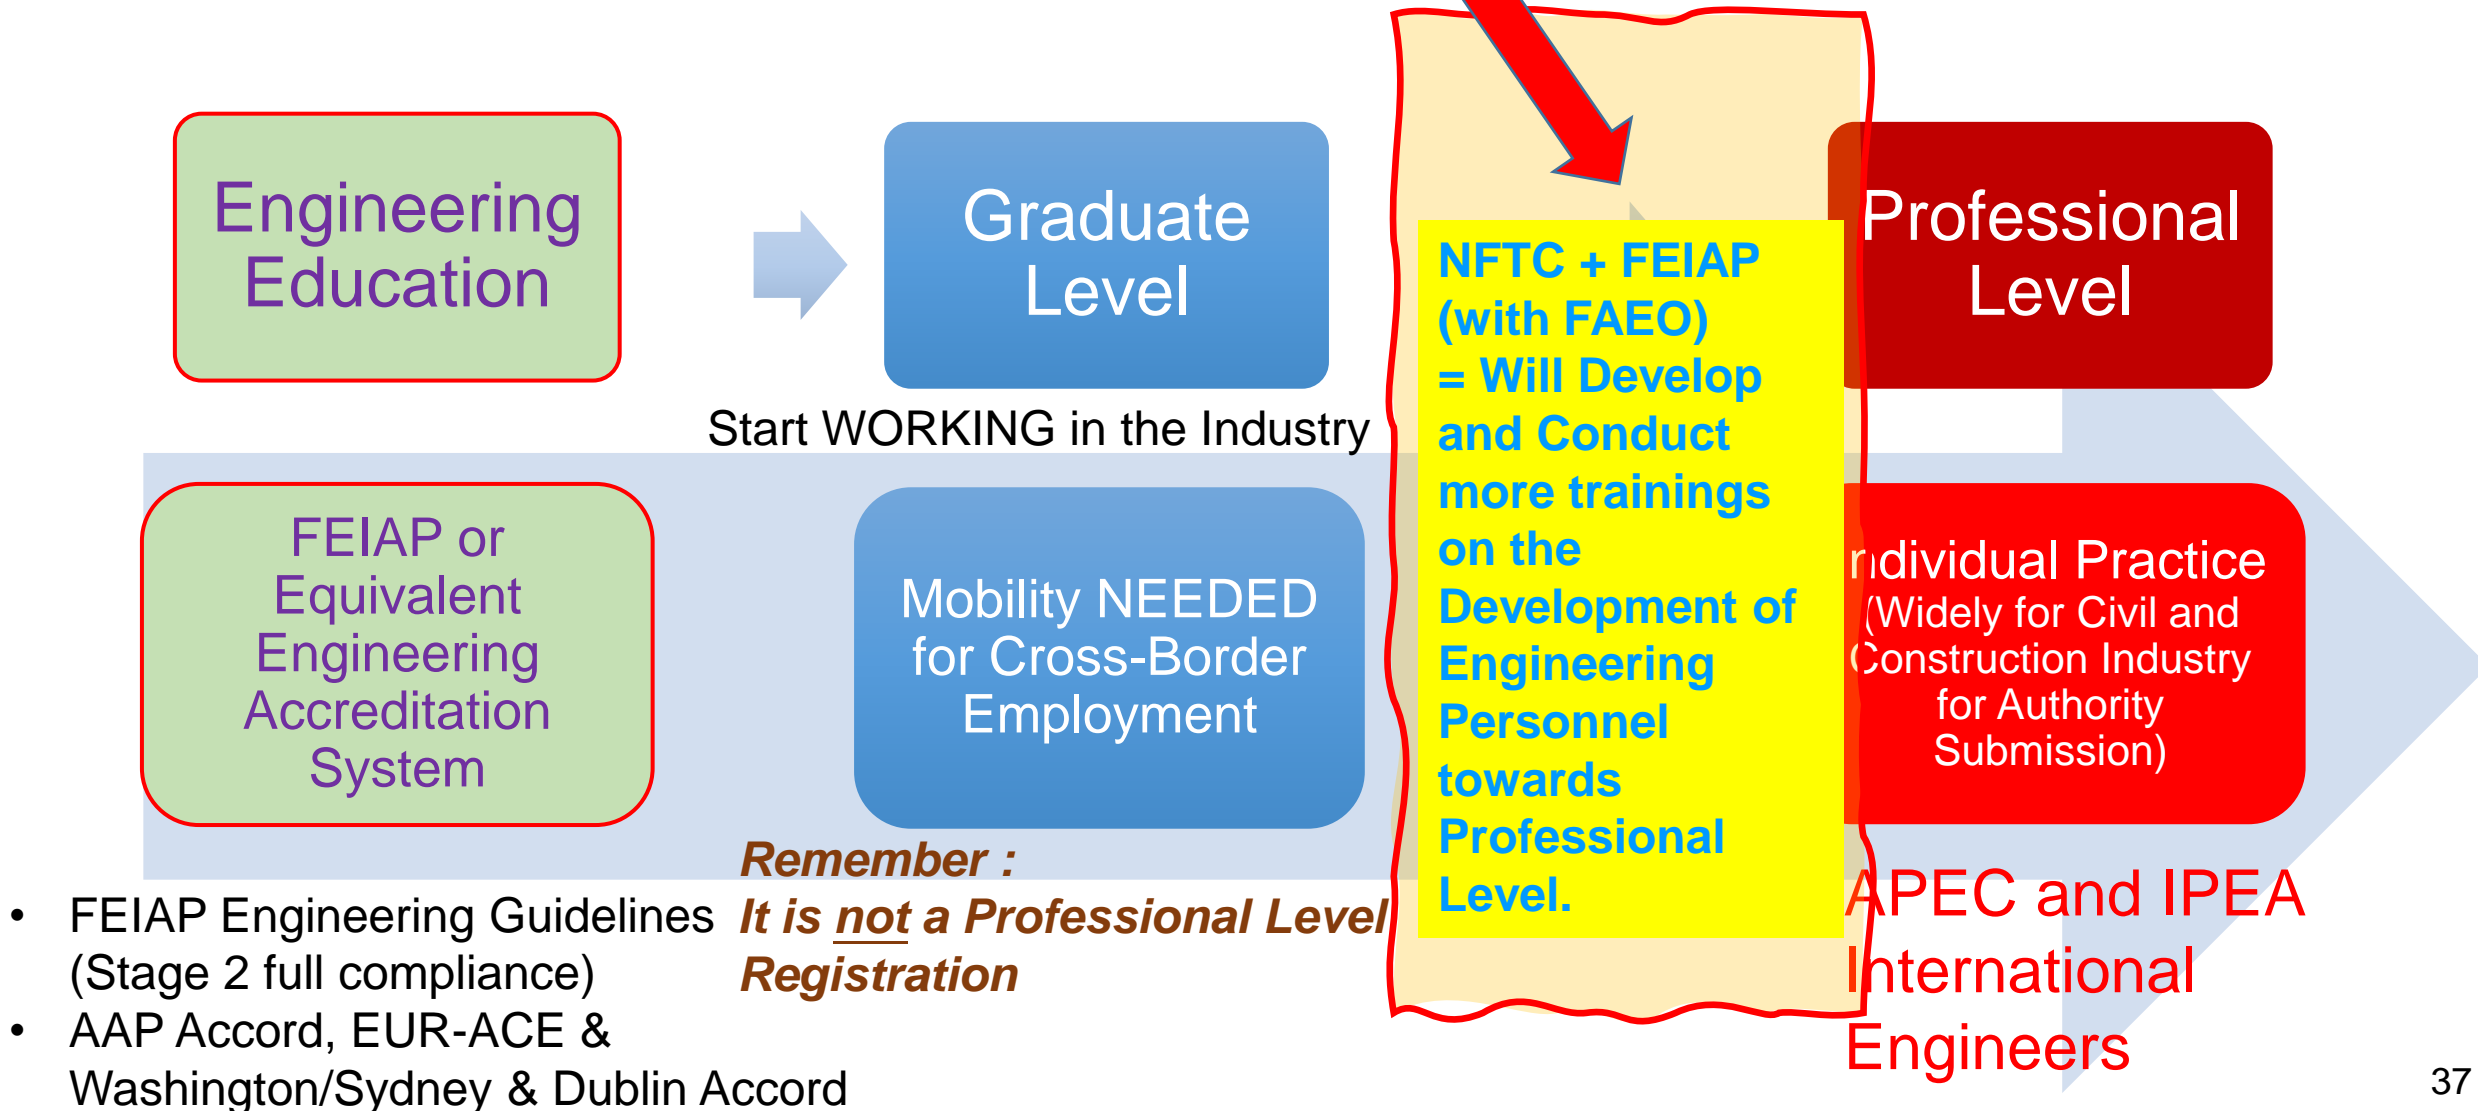 Engineering
Education
Graduate
Level
Professional
Level
Start WORKING in the Industry
FEIAP or
Equivalent
Engineering
Accreditation
System
Mobility NEEDED
for Cross-Border
Employment
NFTC + FEIAP
(with FAEO)
= Will Develop
and Conduct
more trainings
on the
Development of
Engineering
Personnel
towards
Professional
Level.
ndividual Practice
(Widely for Civil and
Construction Industry
for Authority
Submission)
Remember :
It is not a Professional Level
Registration
• FEIAP Engineering Guidelines
(Stage 2 full compliance)
• AAP Accord, EUR-ACE &
Washington/Sydney & Dublin Accord
APEC and IPEA
International
Engineers
37